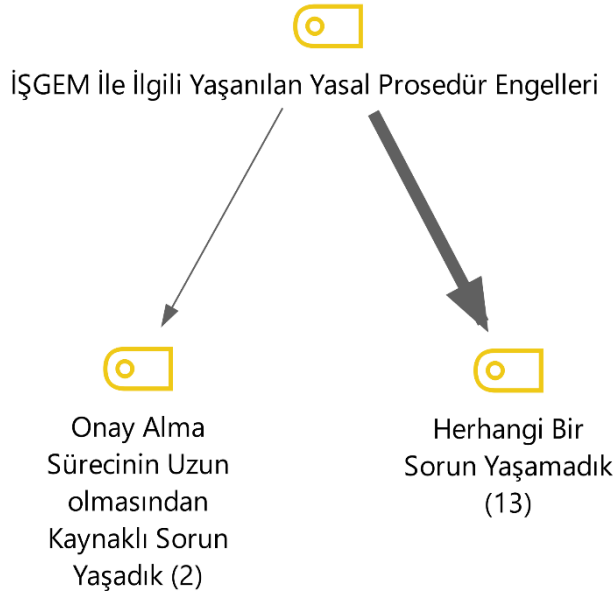 İŞGEM İle İlgili Yaşanılan Yasal Prosedür Engelleri
Onay Alma
Sürecinin Uzun
olmasından
Kaynaklı Sorun
Yaşadık (2)
Herhangi Bir
Sorun Yaşamadık
(13)